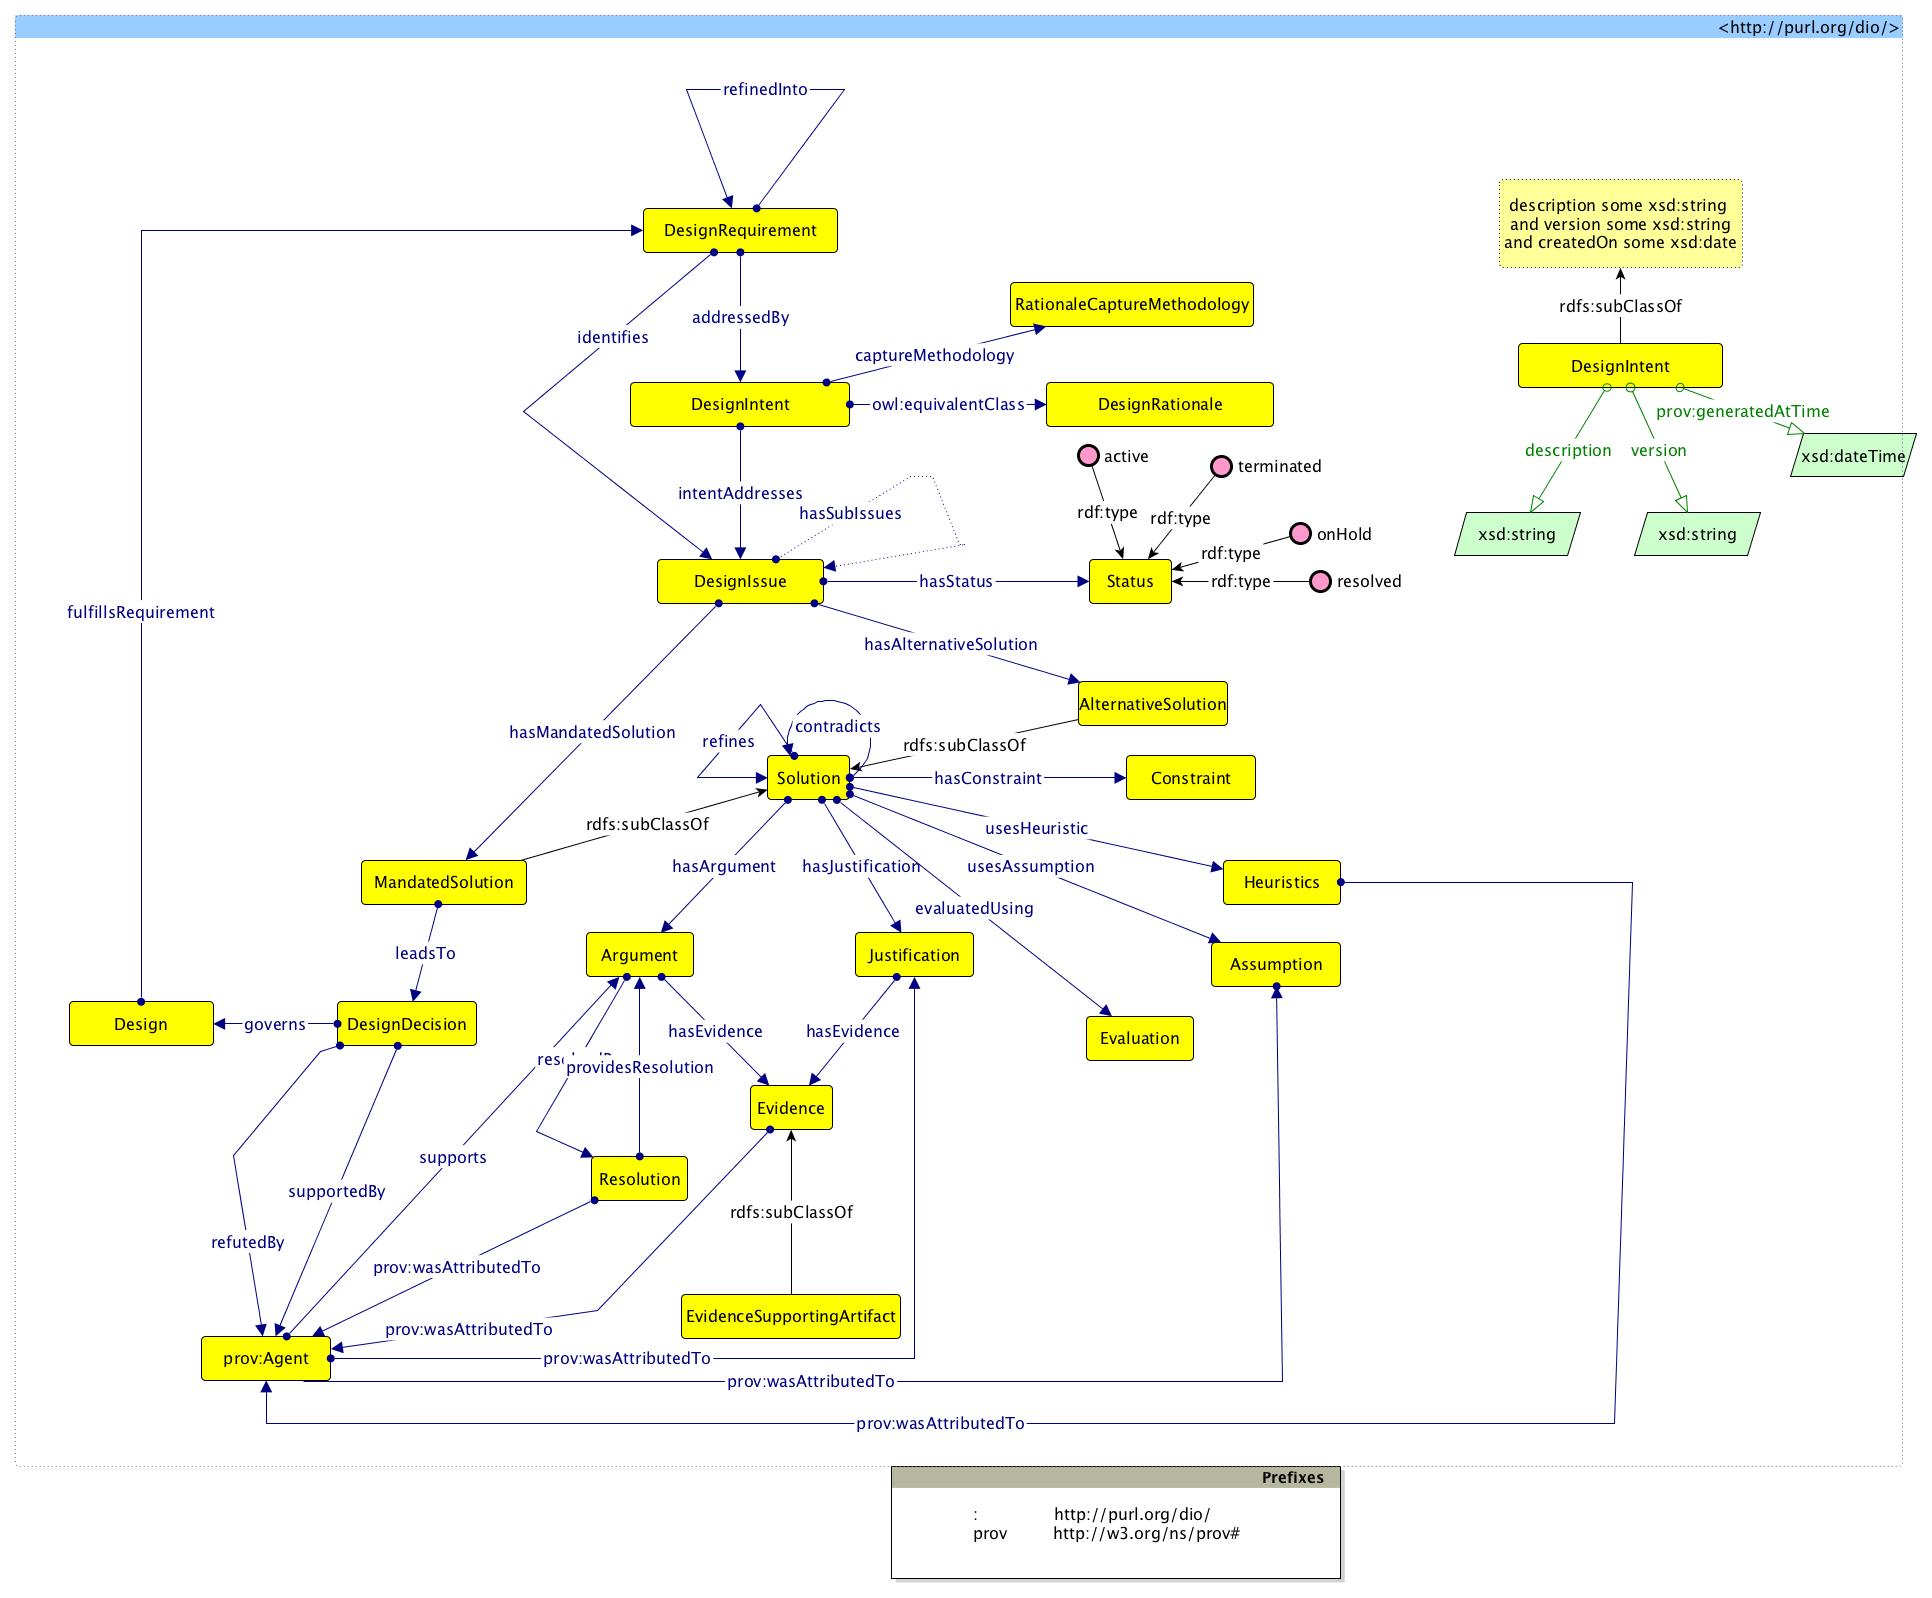 <http://purl.org/dio/>
refinedInto
DesignRequirement
description some xsd:string
and version some xsd:string
and createdOn some xsd:date
rdfs:subClassOf
RationaleCaptureMethodology
addressedBy
identifies
captureMethodology
DesignIntent
DesignIntent
owl:equivalentClass
DesignRationale
prov:generatedAtTime
description
version
xsd:dateTime
active
terminated
intentAddresses
hasSubIssues
rdf:type
rdf:type
onHold
xsd:string
xsd:string
rdf:type
DesignIssue
hasStatus
Status
rdf:type
resolved
fulfillsRequirement
hasAlternativeSolution
AlternativeSolution
hasMandatedSolution
contradicts
refines
rdfs:subClassOf
Solution
hasConstraint
Constraint
rdfs:subClassOf
usesHeuristic
hasArgument
hasJustification
usesAssumption
MandatedSolution
Heuristics
evaluatedUsing
leadsTo
Argument
Justification
Assumption
Design
governs
DesignDecision
hasEvidence
hasEvidence
Evaluation
providesResolution
Evidence
supports
Resolution
supportedBy
rdfs:subClassOf
refutedBy
prov:wasAttributedTo
EvidenceSupportingArtifact
prov:wasAttributedTo
prov:Agent
prov:wasAttributedTo
prov:wasAttributedTo
prov:wasAttributedTo
Prefixes
: http://purl.org/dio/
prov http://w3.org/ns/prov#